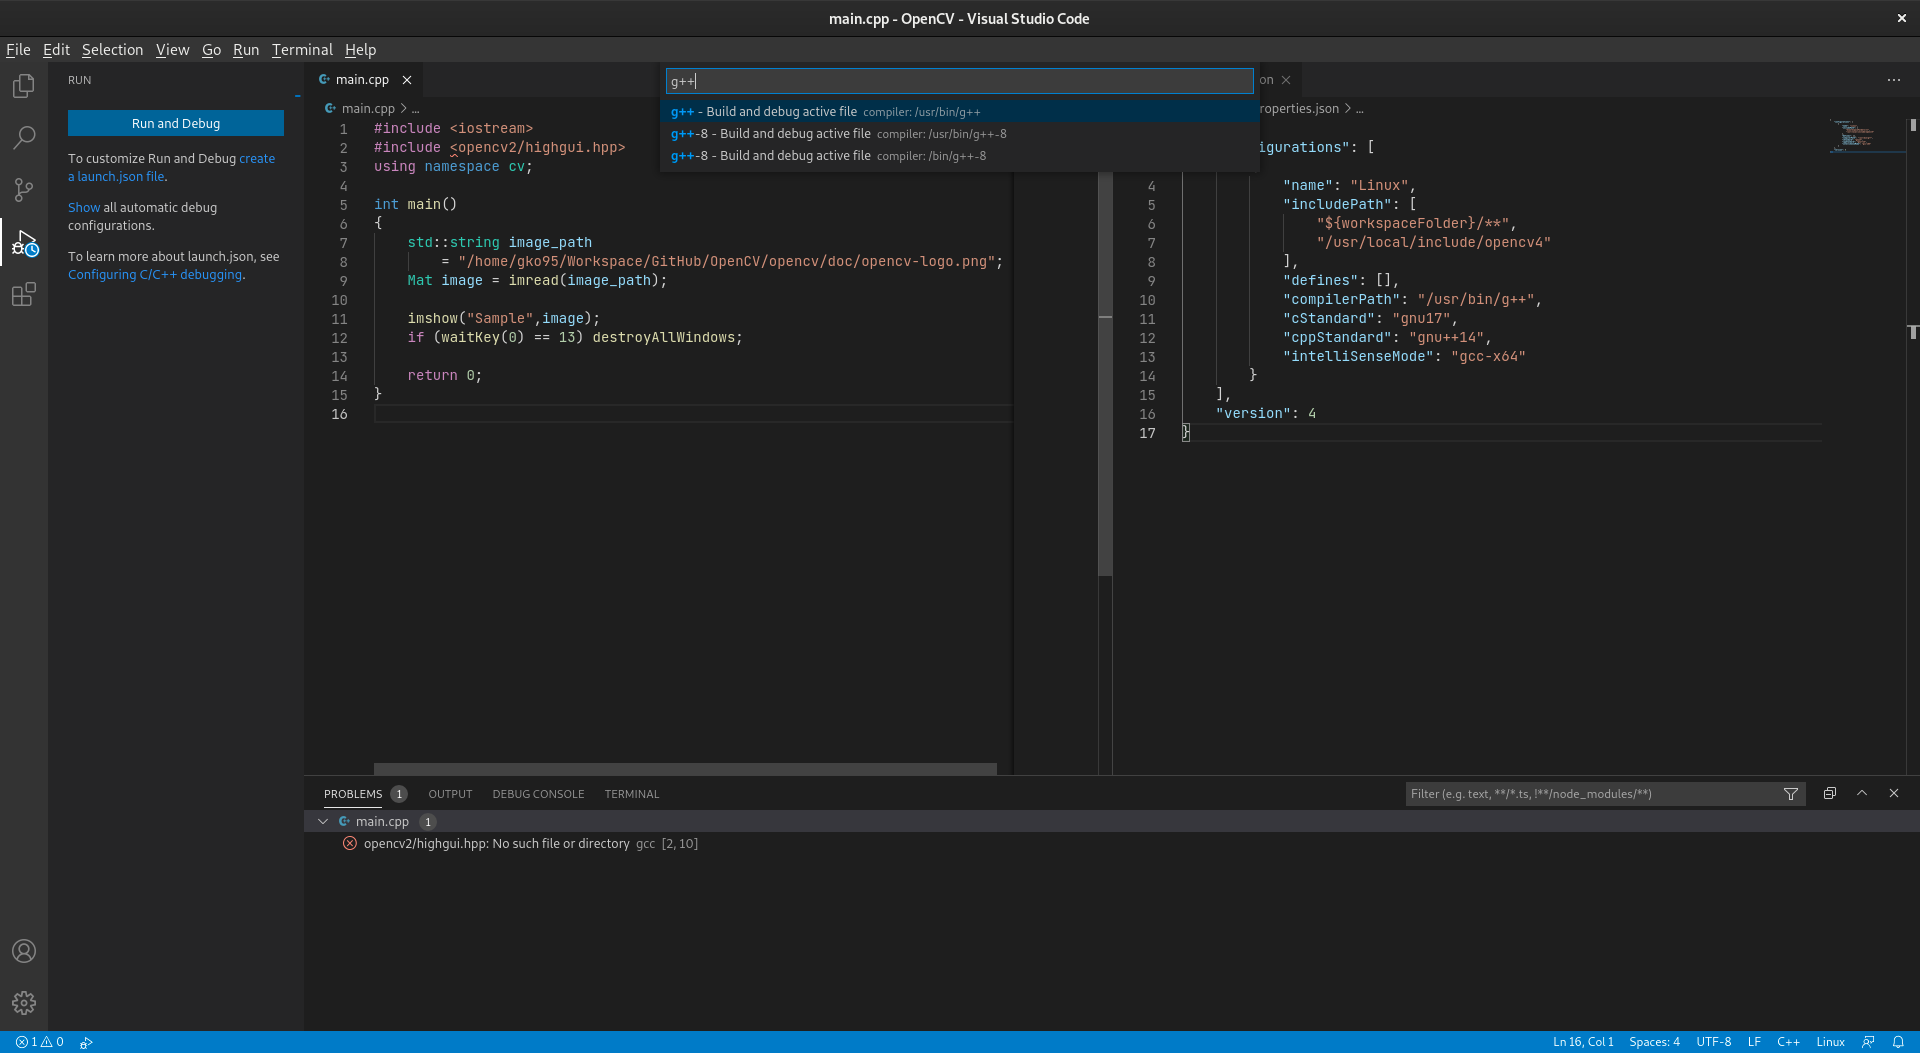 main.cpp - OpenCV - Visual Studio Code
File Edit Selection View Go Run Terminal Help
RUN
Run and Debug
To customize Run and Debug create
a launch.json file.
Show all automatic debug
configurations.
To learn more about launch.json, see
Configuring C/C++ debugging.
main.cpp
main.cpp > ...
1 #include <iostream>
2 #include <opencv2/highgui.hpp>
3 using namespace cv;
4
5 int main()
6 {
7 std::string image_path
8 = "/home/gko95/Workspace/GitHub/OpenCV/opencv/doc/opencv-logo.png";
9 Mat image = imread(image_path);
10
11 imshow("Sample",image);
12 if (waitKey(0) == 13) destroyAllWindows;
13
14 return 0;
15 }
16
g++
g++ - Build and debug active file compiler: /usr/bin/g++
g++-8 - Build and debug active file compiler: /usr/bin/g++-8
g++-8 - Build and debug active file compiler: /bin/g++-8
on
roperties.json > ...
igurations": [
4 "name": "Linux",
5 "includePath": [
6 "${workspaceFolder}/**",
7 "/usr/local/include/opencv4"
8 ],
9 "defines": [],
10 "compilerPath": "/usr/bin/g++",
11 "cStandard": "gnu17",
12 "cppStandard": "gnu++14",
13 "intelliSenseMode": "gcc-x64"
14 }
15 ],
16 "version": 4
17 }
PROBLEMS 1 OUTPUT DEBUG CONSOLE TERMINAL
Filter (e.g. text, **/*.ts, !**/node_modules/**)
main.cpp 1
opencv2/highgui.hpp: No such file or directory gcc [2, 10]
1 0
Ln 16, Col 1 Spaces: 4 UTF-8 LF C++ Linux